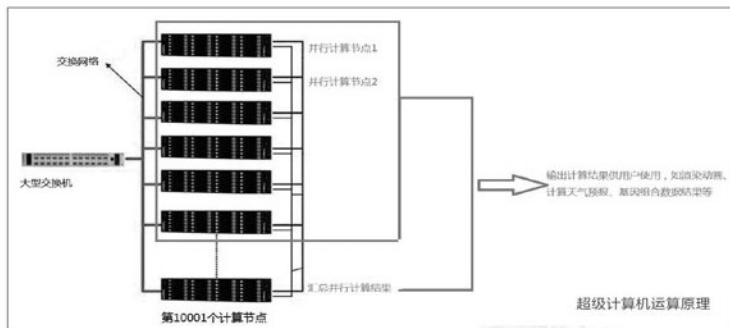 并行计算节点1
交换网络
并行计算节点2
大型交换机
输出计算结果供用户使用，如渲染动画、
计算天气预报、基因组合数据结果等
汇总并行计算结果
第10001个计算节点
超级计算机运算原理